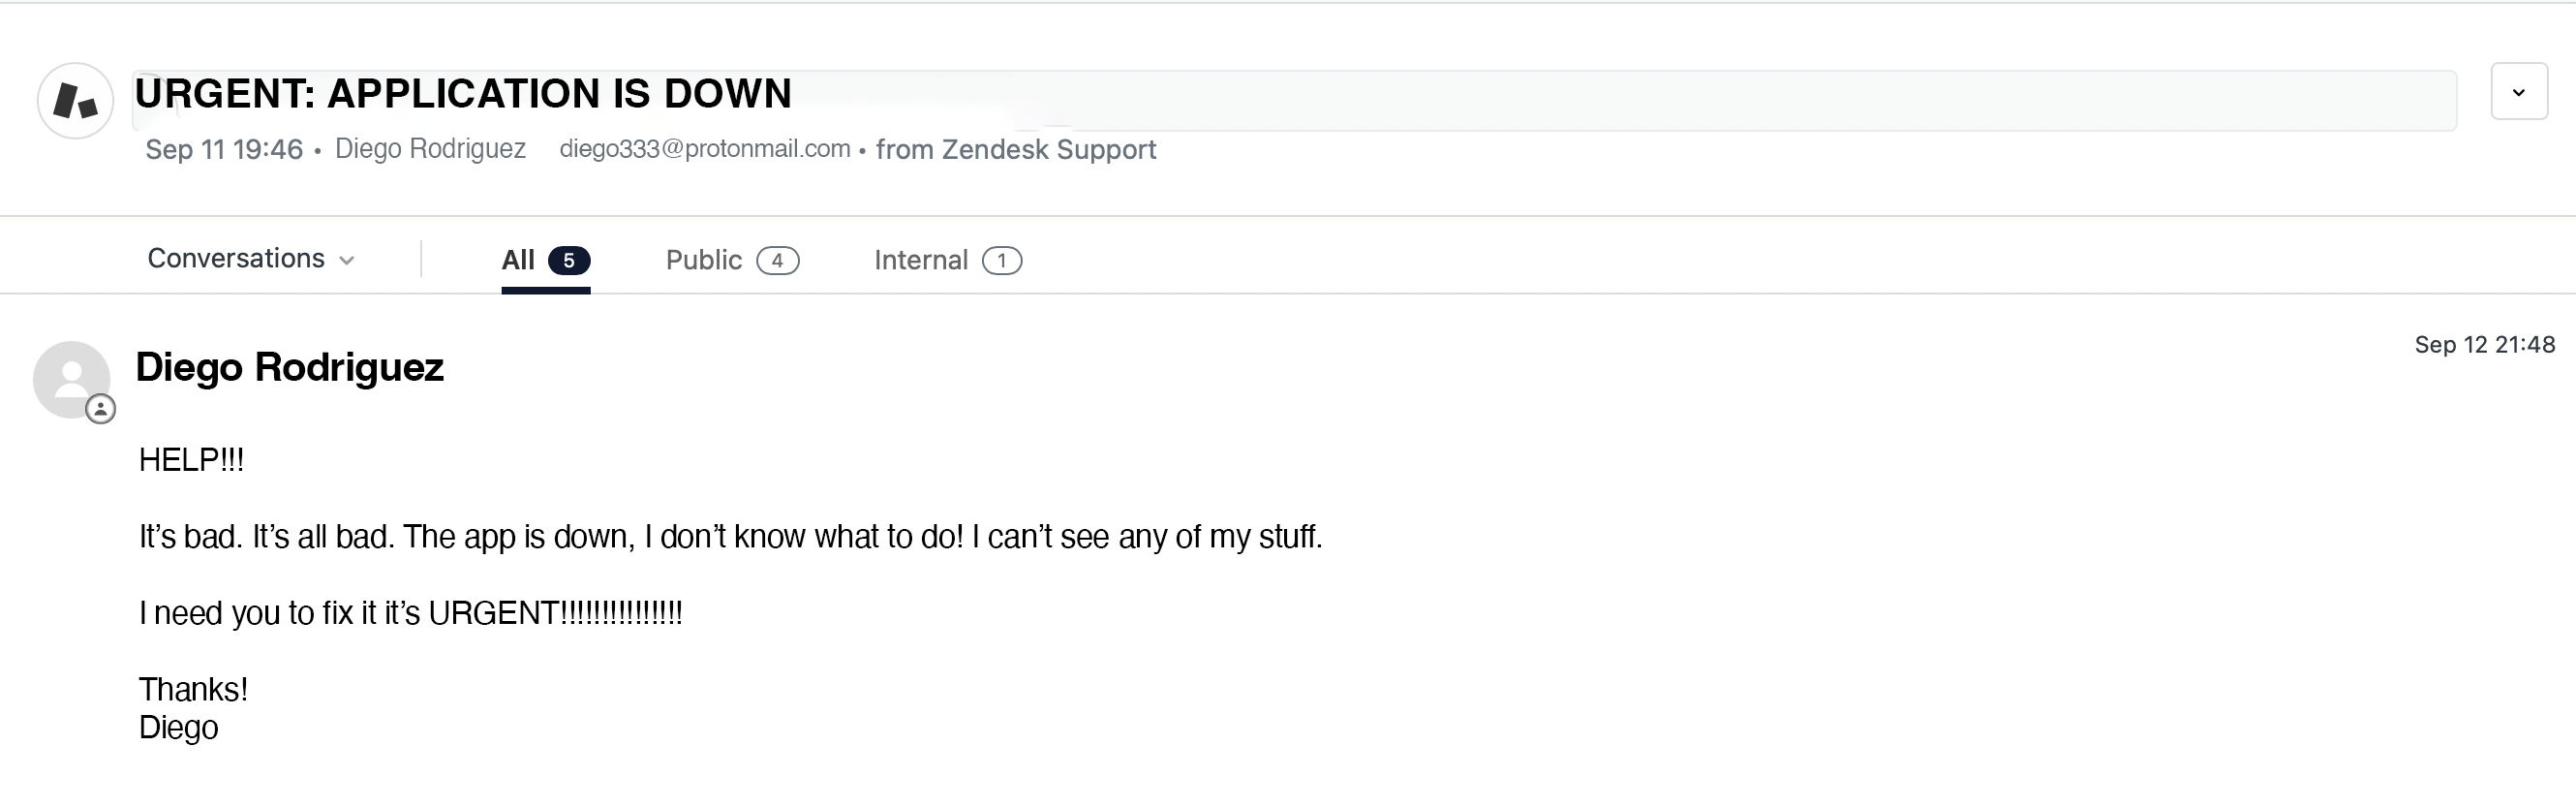 URGENT: APPLICATION IS DOWN
Sep 11 19:46 • Diego Rodriguez diego333@protonmail.com • from Zendesk Support
Conversations All 5 Public 4 Internal 1
Diego Rodriguez
Sep 12 21:48
HELP!!!
It’s bad. It’s all bad. The app is down, I don’t know what to do! I can’t see any of my stuff.
I need you to fix it it’s URGENT!!!!!!!!!!!!!!!
Thanks!
Diego